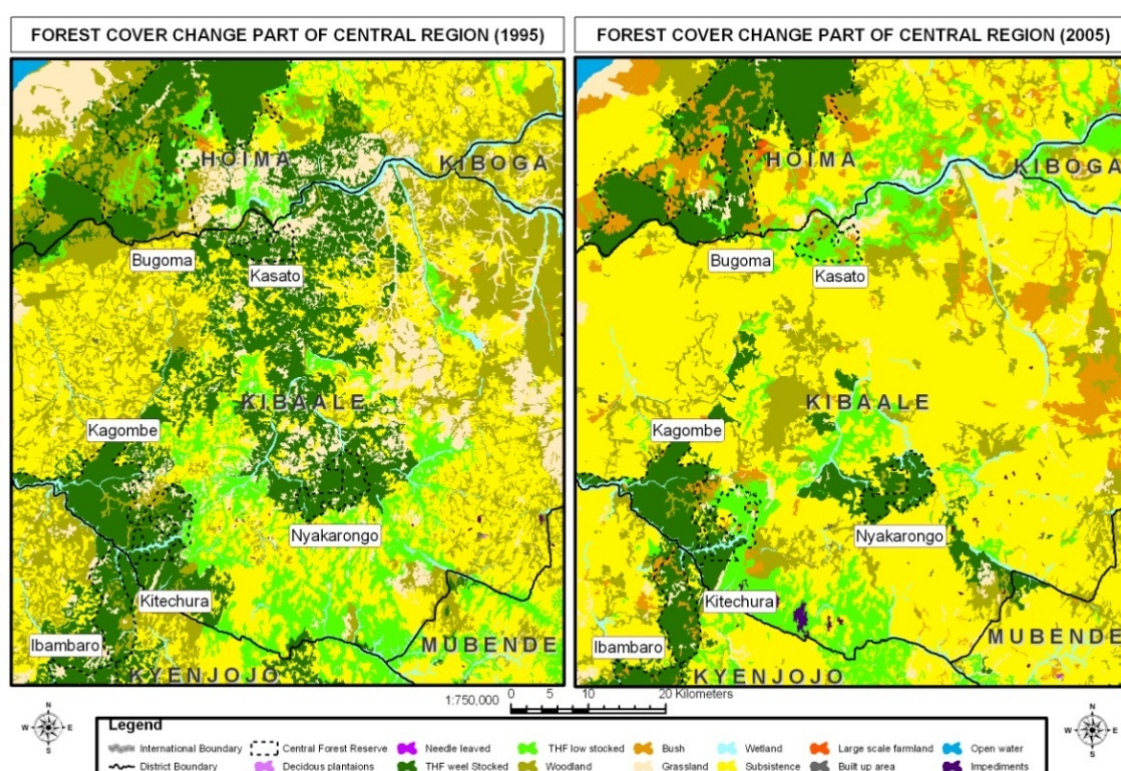 FOREST COVER CHANGE PART OF CENTRAL REGION (1995)
HOIMA
KIBOGA
Bugoma
Kasato
KIBAALE
Kagombe
Nyakarongo
Kitechura
Ibambaro
MUBENDE
KYENJOJO
FOREST COVER CHANGE PART OF CENTRAL REGION (2005)
HOIMA
KIBOGA
Bugoma
Kasato
KIBAALE
Kagombe
Nyakarongo
Kitechura
Ibambaro
MUBENDE
KYENJOJO
1:750,000 0 5 10 20 Kilometers
N
W E
S
N
W E
S
Legend
International Boundary Central Forest Reserve Needle leaved THF low stocked Bush Wetland Large scale farmland Open water
District Boundary Decidous plantaions THF weel Stocked Woodland Grassland Subsistence Built up area Impediments